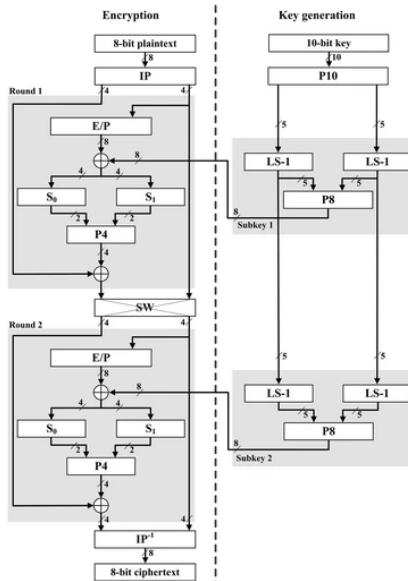 Encryption
Key generation
8-bit plaintext
10-bit key
8
10
IP
P10
4
4
Round 1
E/P
5
5
8
8
LS-1
LS-1
4
4
5
5
S0
S1
P8
2
2
8
P4
Subkey 1
4
SW
4
4
Round 2
E/P
5
5
8
8
LS-1
LS-1
4
4
5
5
S0
S1
P8
2
2
8
P4
Subkey 2
4
4
4
IP-1
8
8-bit ciphertext